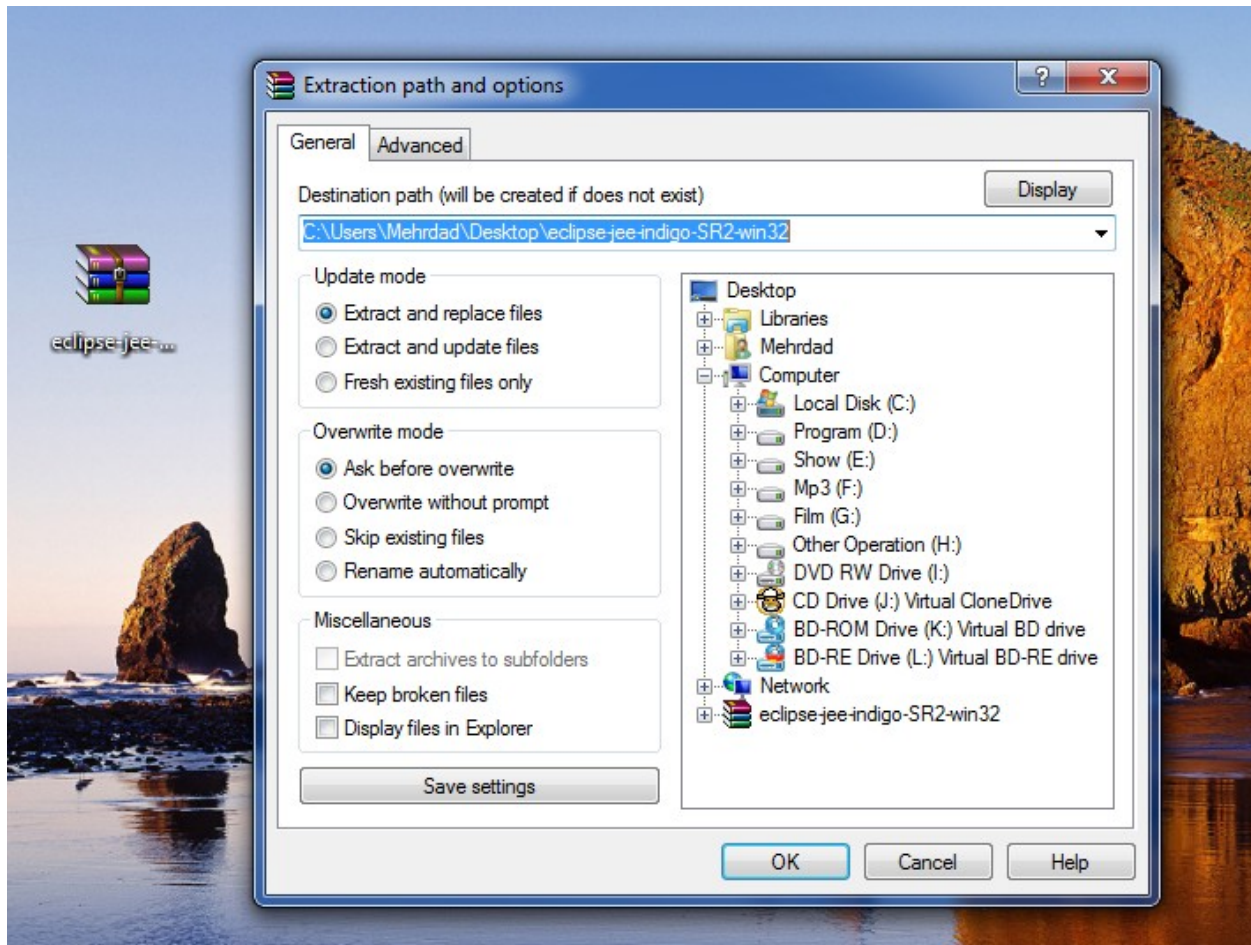 Extraction path and options
General
Advanced
Destination path (will be created if does not exist)
Display
C:\Users\Mehrdad\Desktop\eclipse-jee-indigo-SR2-win32
Update mode
Extract and replace files
Extract and update files
Fresh existing files only
Overwrite mode
Ask before overwrite
Overwrite without prompt
Skip existing files
Rename automatically
Miscellaneous
Extract archives to subfolders
Keep broken files
Display files in Explorer
Save settings
Desktop
Libraries
Mehrdad
Computer
Local Disk (C:)
Program (D:)
Show (E:)
Mp3 (F:)
Film (G:)
Other Operation (H:)
DVD RW Drive (I:)
CD Drive (J:) Virtual CloneDrive
BD-ROM Drive (K:) Virtual BD drive
BD-RE Drive (L:) Virtual BD-RE drive
Network
eclipse-jee-indigo-SR2-win32
OK
Cancel
Help
eclipse-jee-...